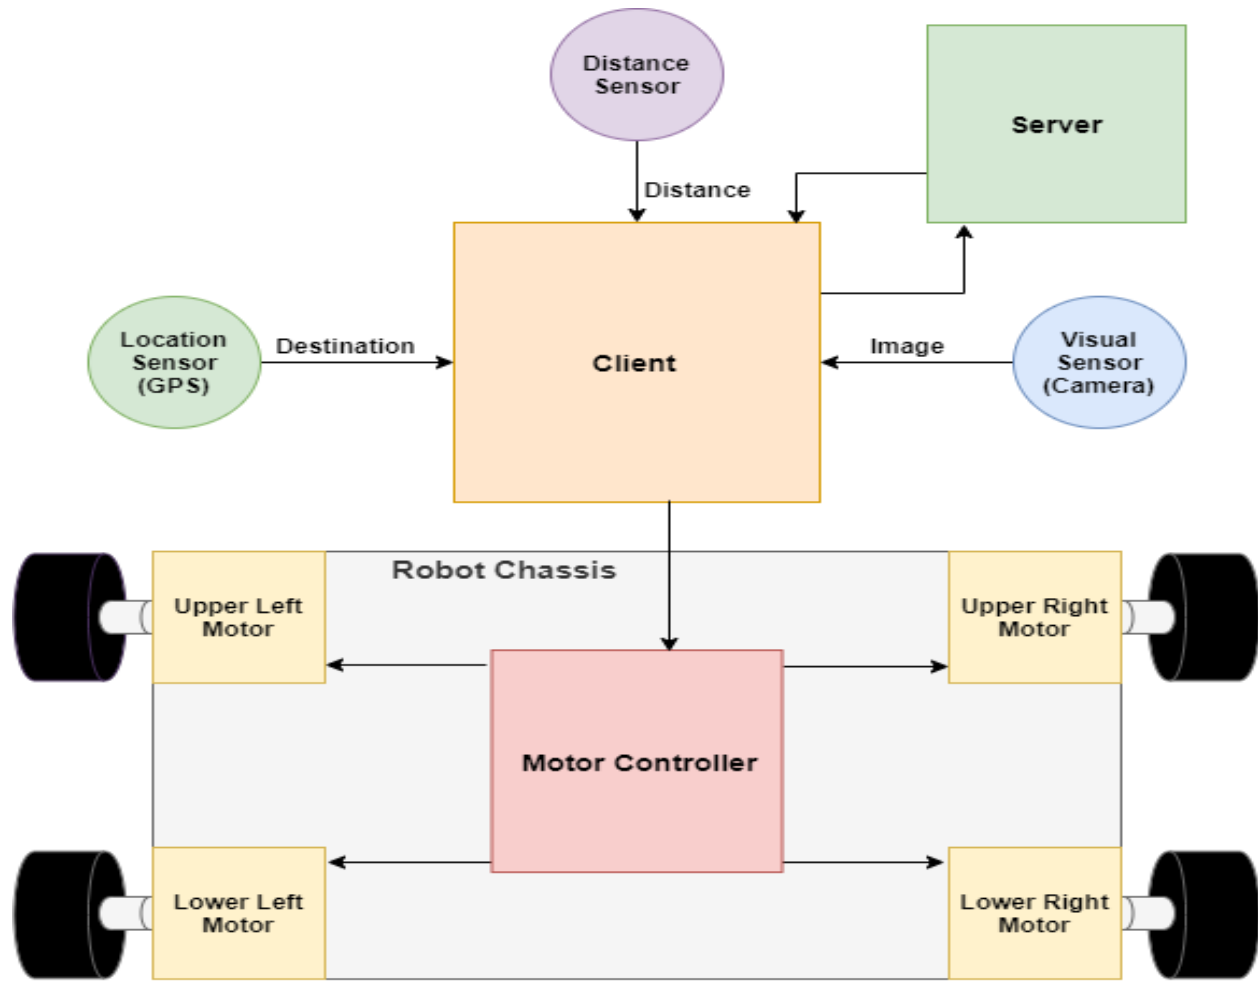 Distance
Sensor
Server
Distance
Location
Sensor
(GPS)
Destination
Client
Image
Visual
Sensor
(Camera)
Robot Chassis
Upper Left
Motor
Upper Right
Motor
Motor Controller
Lower Left
Motor
Lower Right
Motor